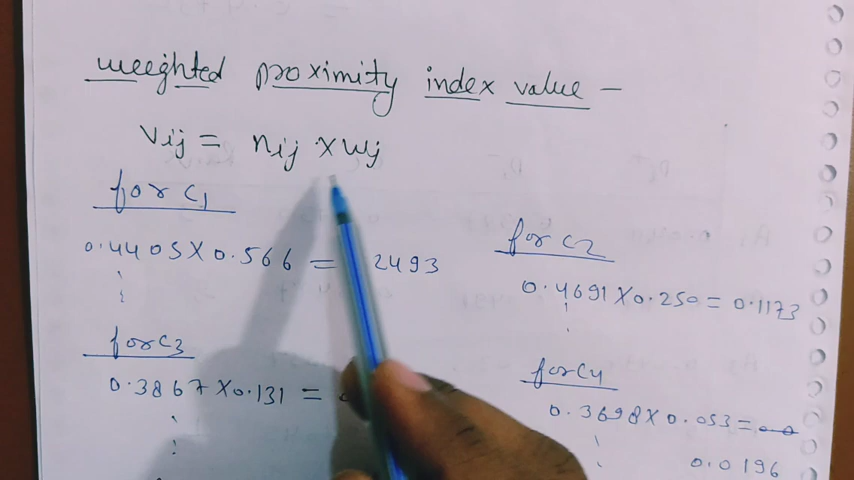 weeghted proximity index value –
Vij = nij × wj
for C1
0.4405 × 0.566 = 2493
for C2
0.4691 × 0.250 = 0.1173
for C3
0.3867 × 0.131 =
for C4
0.3698 × 0.053 =
0.0196